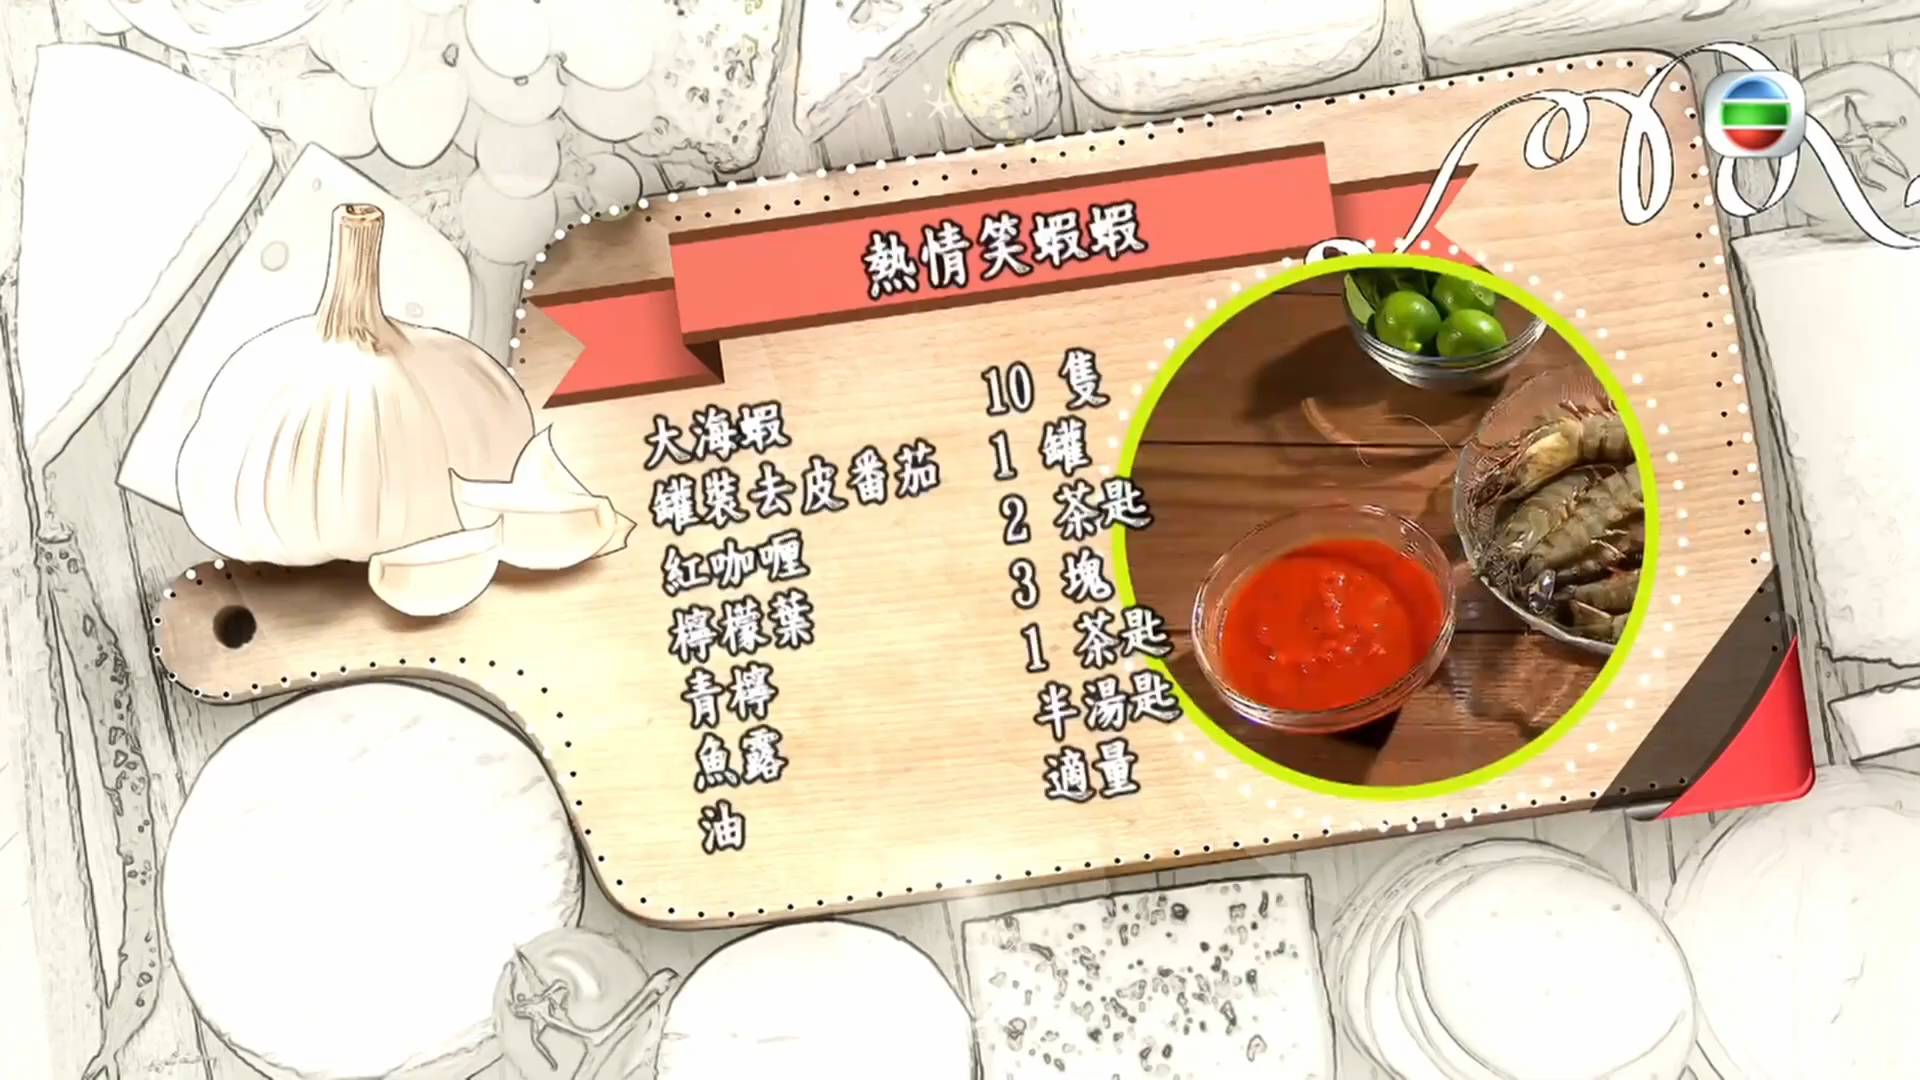 熱情笑蝦蝦
大海蝦 10 隻
罐裝去皮番茄 1 罐
紅咖喱 2 茶匙
檸檬葉 3 塊
青檸 1 茶匙
魚露 半湯匙
油 適量